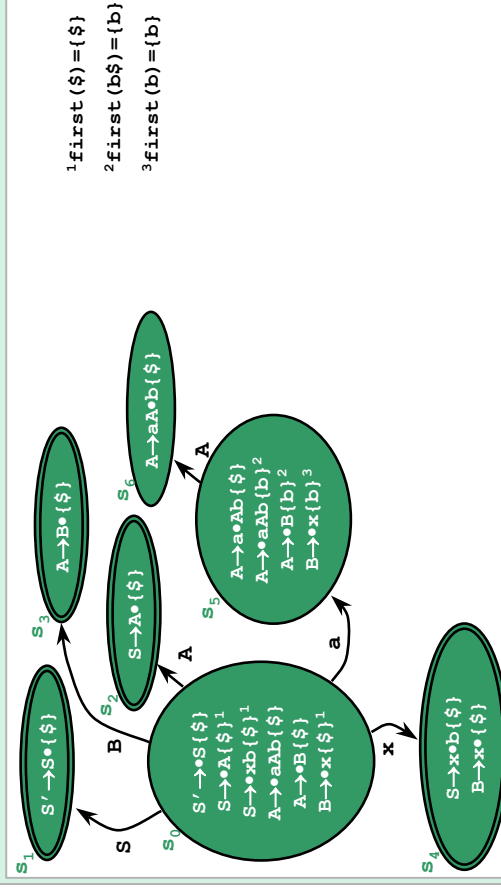 s1
S'→S•{$}
s3
A→B•{$}
s2
S→A•{$}
s6
A→aA•b{$}
S
B
A
A
s0
S'→•S{$}
S→•A{$}¹
S→•xb{$}¹
A→•aAb{$}
A→•B{$}
B→•x{$}¹
s5
A→a•Ab{$}
A→•aAb{b}²
A→•B{b}²
B→•x{b}³
x
a
s4
S→x•b{$}
B→x•{$}
¹first($)={$}
²first(b$)={b}
³first(b)={b}